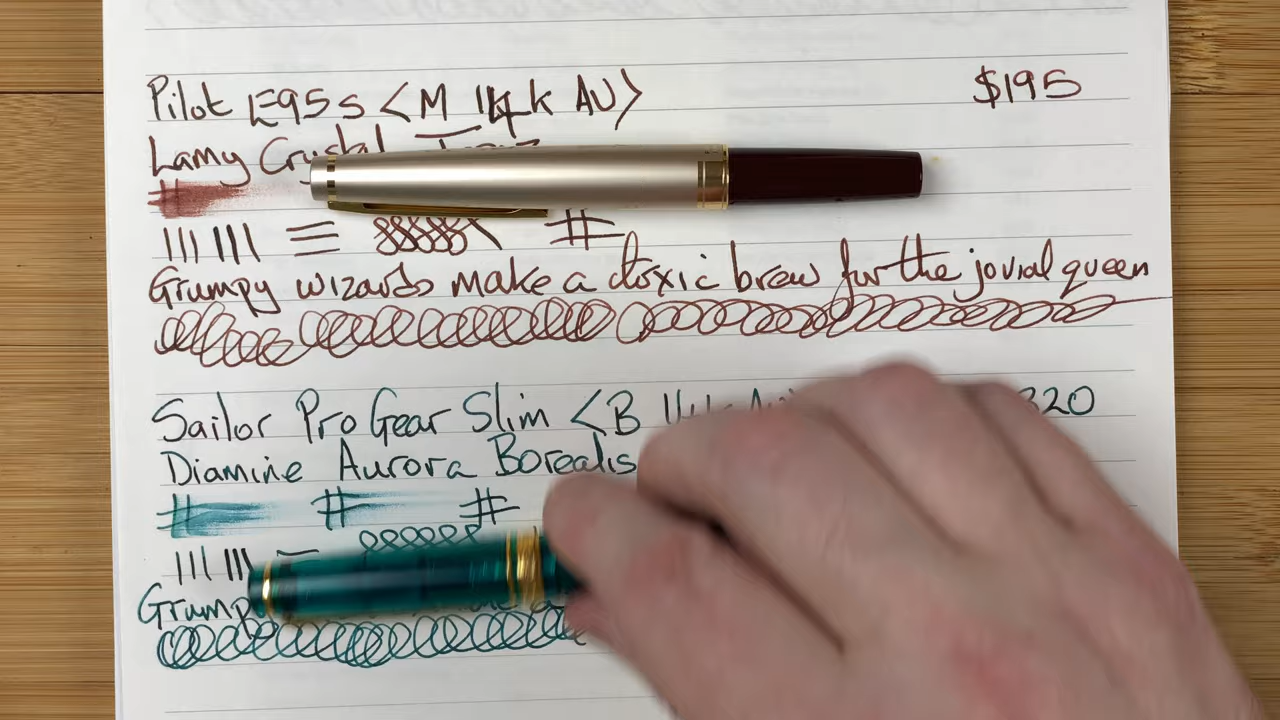 Pilot E95s <M 14k AU> $195
Lamy Crystal
Grumpy wizards make a toxic brew for the jovial queen
Sailor Pro Gear Slim <B 14k
Diamine Aurora Borealis